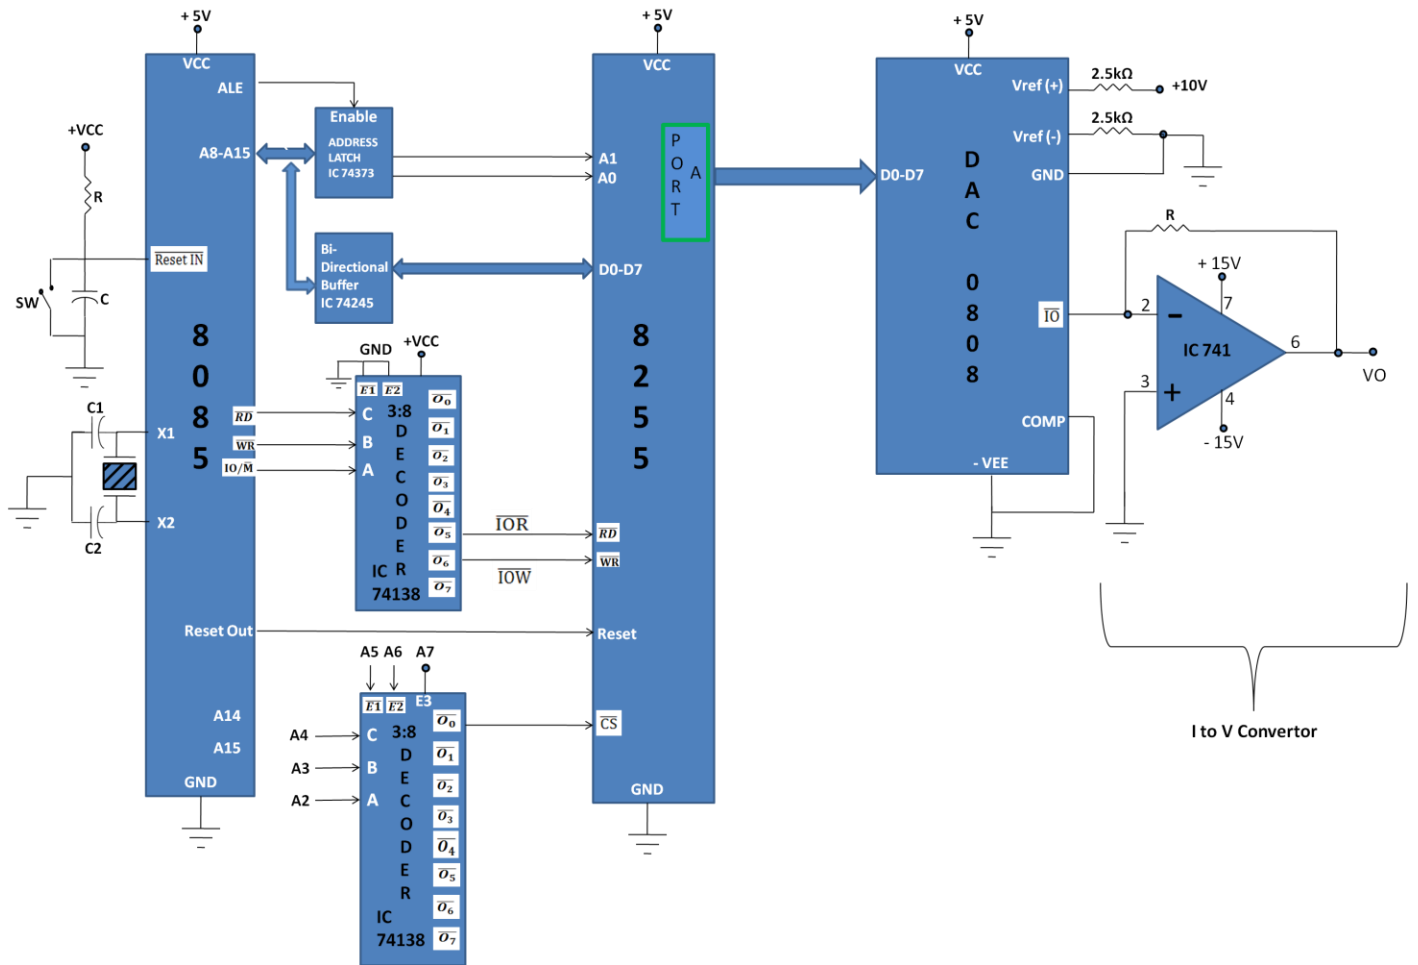 + 5V
VCC
ALE
A8-A15
+VCC
R
Reset IN
SW
C
8
0
8
5
C1
X1
X2
C2
RD
WR
IO/M
Reset Out
A14
A15
GND
Enable
ADDRESS
LATCH
IC 74373
Bi-
Directional
Buffer
IC 74245
GND
+VCC
E1 E2
C
B
A
3:8
D
E
C
O
D
E
R
IC
74138
O0
O1
O2
O3
O4
O5
O6
O7
IOR
IOW
A5 A6 A7
E1 E2 E3
A4
A3
A2
C
B
A
3:8
D
E
C
O
D
E
R
IC
74138
O0
O1
O2
O3
O4
O5
O6
O7
+ 5V
VCC
A1
A0
P
O
R
T
A
D0-D7
8
2
5
5
RD
WR
Reset
CS
GND
+ 5V
VCC
Vref (+)
2.5kΩ
+10V
Vref (-)
2.5kΩ
GND
D0-D7
D
A
C
0
8
0
8
IO
COMP
- VEE
R
+ 15V
2
7
-
IC 741
6
VO
3
+
4
- 15V
I to V Convertor